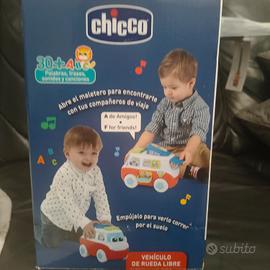 chicco
30+
Palabras, frases,
sonidos y canciones
Abre el maletero para encontrarte
con tus compañeros de viaje
A de Amigos!
•
F for friends!
Empújalo para verlo correr
por el suelo
VEHÍCULO
DE RUEDA LIBRE
subito